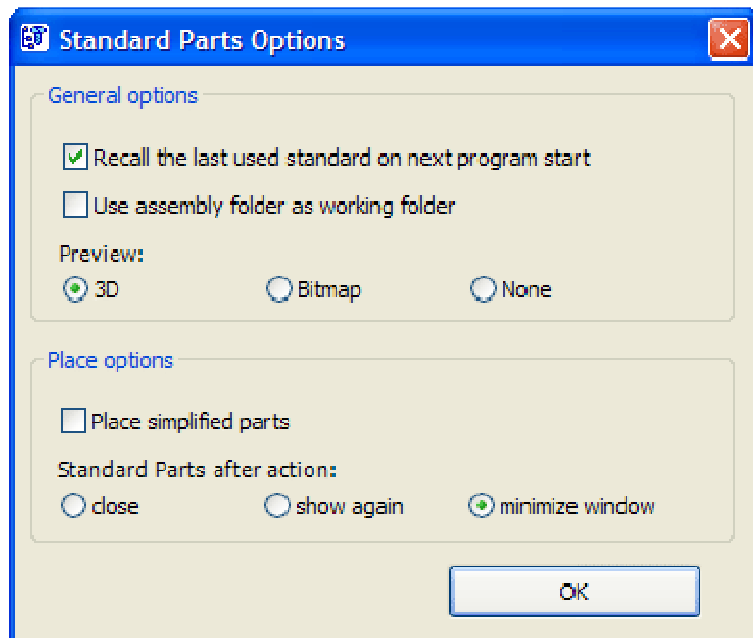 Standard Parts Options
General options
Recall the last used standard on next program start
Use assembly folder as working folder
Preview:
3D Bitmap None
Place options
Place simplified parts
Standard Parts after action:
close show again minimize window
OK